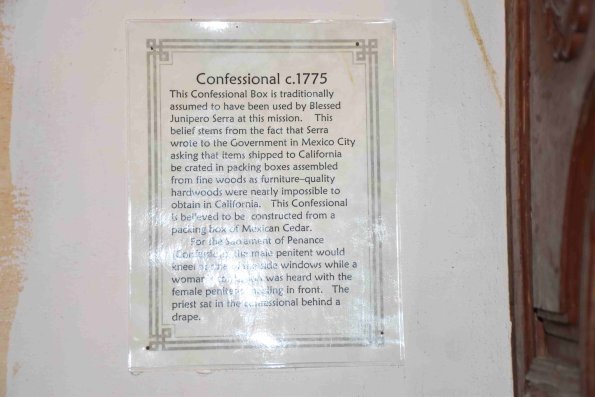 Confessional c.1775
This Confessional Box is traditionally
assumed to have been used by Blessed
Junipero Serra at this mission. This
belief stems from the fact that Serra
wrote to the Government in Mexico City
asking that items shipped to California
be crated in packing boxes assembled
from fine woods as furniture–quality
hardwoods were nearly impossible to
obtain in California. This Confessional
is believed to be constructed from a
packing box of Mexican Cedar.
For the Sacrament of Penance
the male penitent would
kneel side windows while a
was heard with the
female penitent in front. The
priest sat in the confessional behind a
drape.